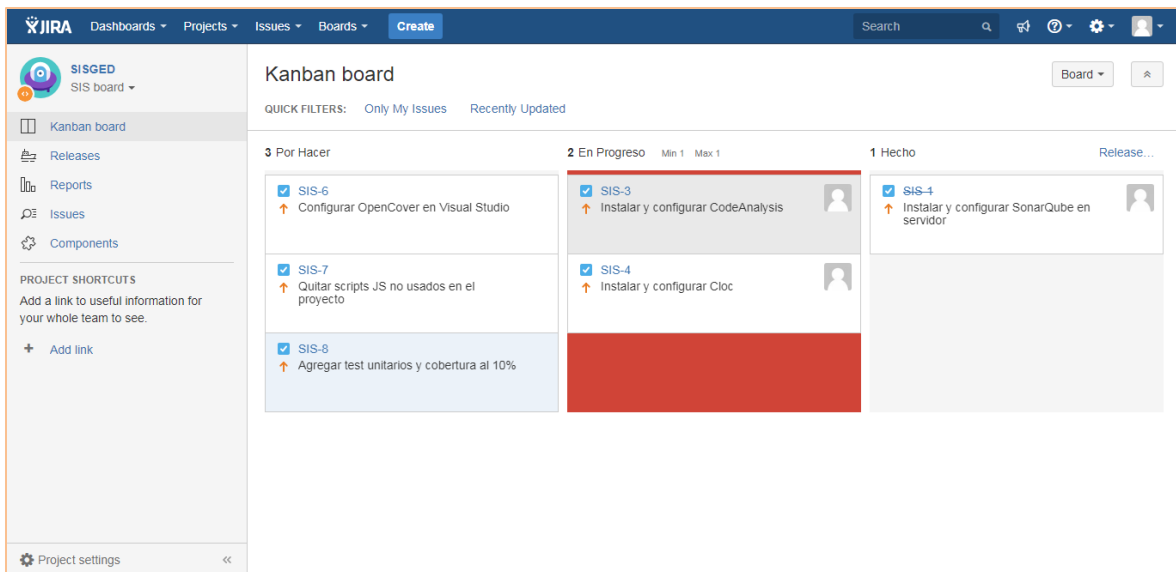 JIRA Dashboards Projects Issues Boards Create Search
SISGED
SIS board
Kanban board
Releases
Reports
Issues
Components
PROJECT SHORTCUTS
Add a link to useful information for
your whole team to see.
+ Add link
Project settings
Kanban board
Board
QUICK FILTERS: Only My Issues Recently Updated
3 Por Hacer
2 En Progreso Min 1 Max 1
1 Hecho
Release...
SIS-6
Configurar OpenCover en Visual Studio
SIS-7
Quitar scripts JS no usados en el
proyecto
SIS-8
Agregar test unitarios y cobertura al 10%
SIS-3
Instalar y configurar CodeAnalysis
SIS-4
Instalar y configurar Cloc
SIS-1
Instalar y configurar SonarQube en
servidor